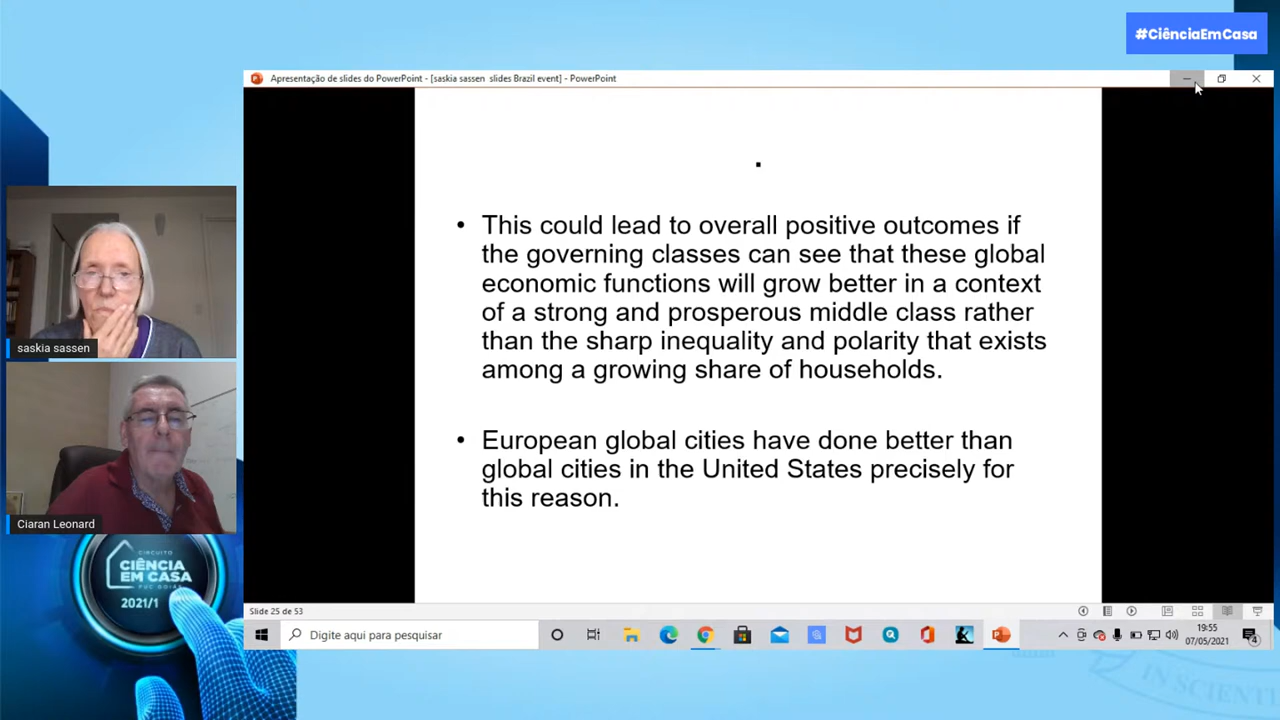 #CiênciaEmCasa
Apresentação de slides do PowerPoint - [saskia sassen slides Brazil event] - PowerPoint
.
• This could lead to overall positive outcomes if
the governing classes can see that these global
economic functions will grow better in a context
of a strong and prosperous middle class rather
than the sharp inequality and polarity that exists
among a growing share of households.
• European global cities have done better than
global cities in the United States precisely for
this reason.
saskia sassen
Ciaran Leonard
CIRCUITO
CIÊNCIA
EM CASA
PUC GOIÁS
2021/1
Slide 25 de 53
Digite aqui para pesquisar
19:55
07/05/2021
4
IN SCIENTI